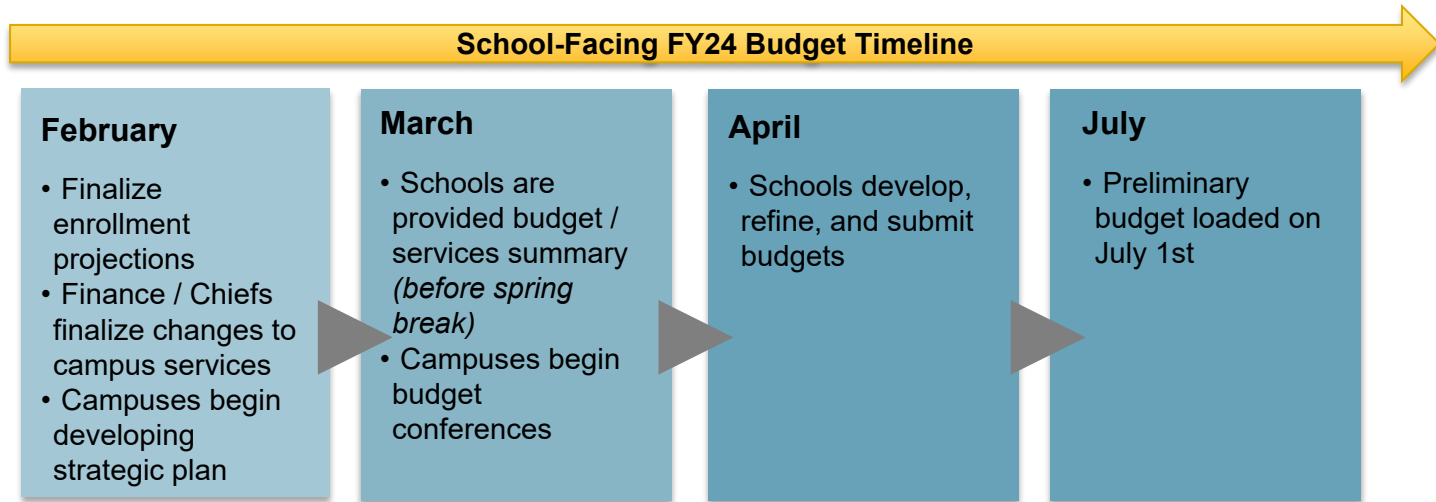 School-Facing FY24 Budget Timeline
February
• Finalize
enrollment
projections
• Finance / Chiefs
finalize changes to
campus services
• Campuses begin
developing
strategic plan
March
• Schools are
provided budget /
services summary
(before spring
break)
• Campuses begin
budget
conferences
April
• Schools develop,
refine, and submit
budgets
July
• Preliminary
budget loaded on
July 1st